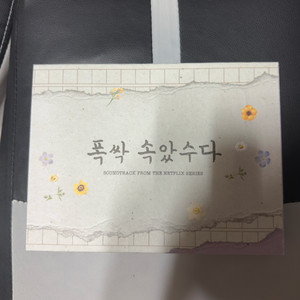 폭싹 속았수다
SOUNDTRACK FROM THE NETFLIX SERIES